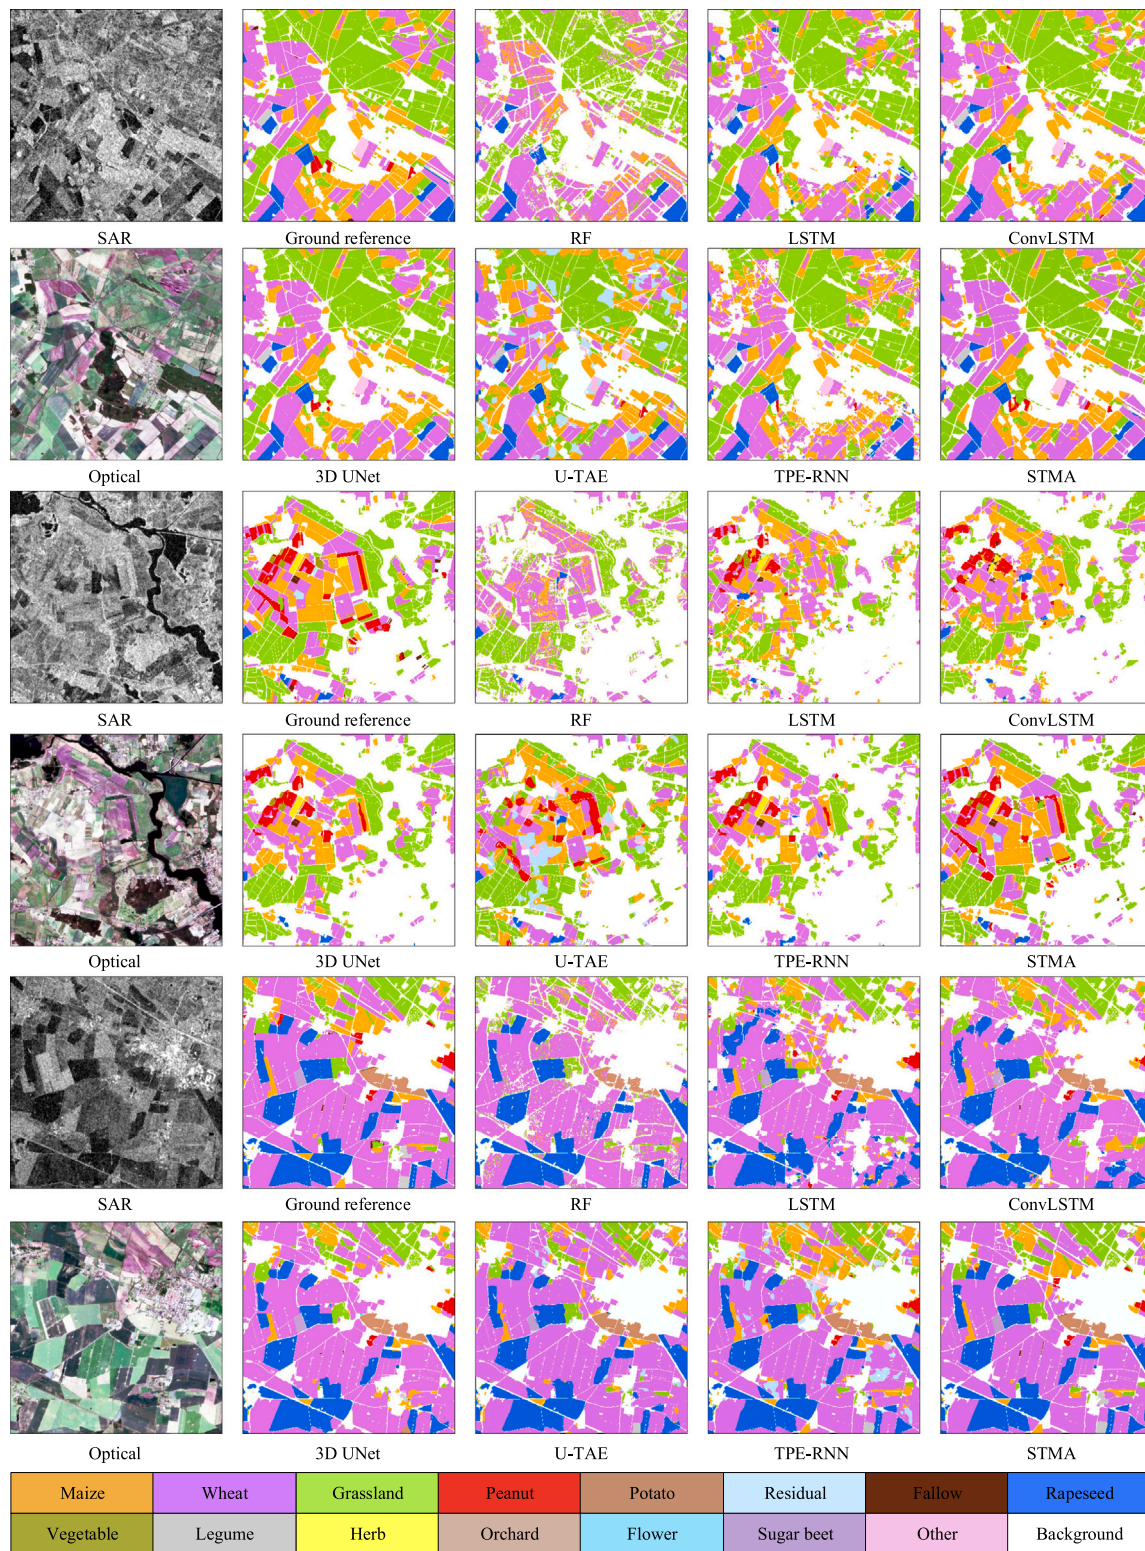 SAR Ground reference RF LSTM ConvLSTM
Optical 3D UNet U-TAE TPE-RNN STMA
SAR Ground reference RF LSTM ConvLSTM
Optical 3D UNet U-TAE TPE-RNN STMA
SAR Ground reference RF LSTM ConvLSTM
Optical 3D UNet U-TAE TPE-RNN STMA
Maize Wheat Grassland Peanut Potato Residual Fallow Rapeseed
Vegetable Legume Herb Orchard Flower Sugar beet Other Background